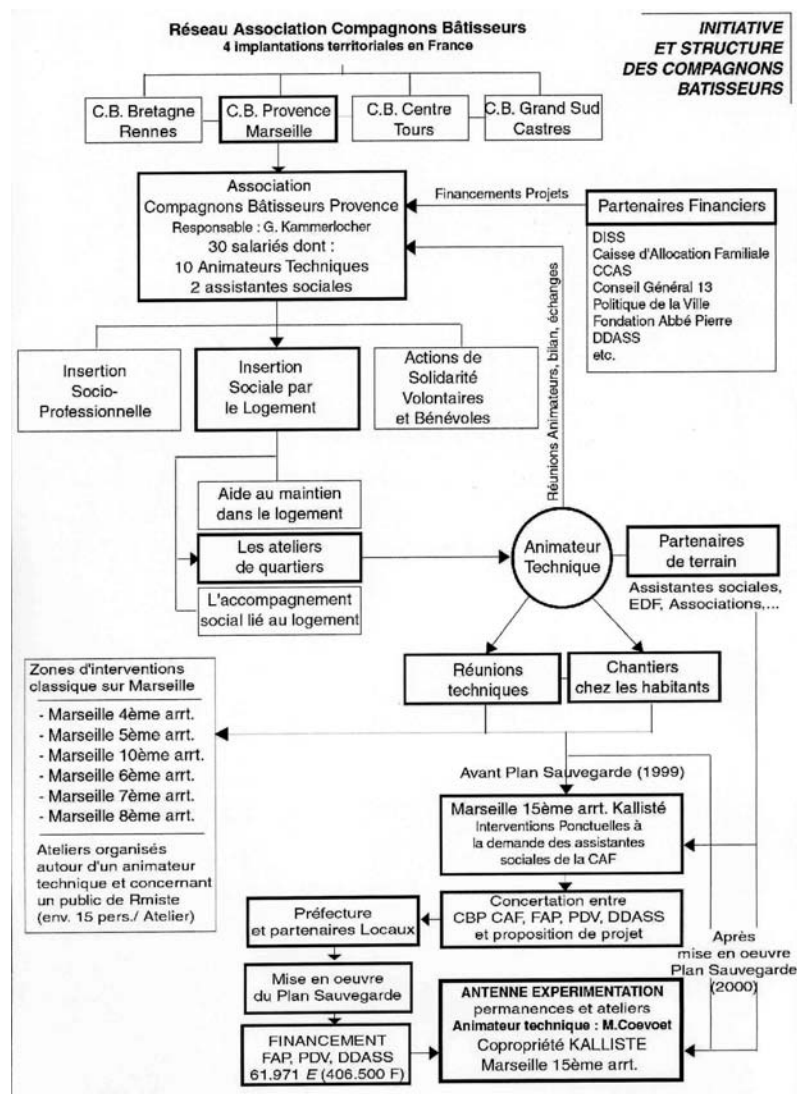 Réseau Association Compagnons Bâtisseurs
4 implantations territoriales en France
INITIATIVE
ET STRUCTURE
DES COMPAGNONS
BATISSEURS
C.B. Bretagne
Rennes
C.B. Provence
Marseille
C.B. Centre
Tours
C.B. Grand Sud
Castres
Association
Compagnons Bâtisseurs Provence
Responsable : G. Kammerlocher
30 salariés dont :
10 Animateurs Techniques
2 assistantes sociales
Financements Projets
Partenaires Financiers
DISS
Caisse d'Allocation Familiale
CCAS
Conseil Général 13
Politique de la Ville
Fondation Abbé Pierre
DDASS
etc.
Réunions Animateurs, bilan, échanges
Insertion
Socio-
Professionnelle
Insertion
Sociale par
le Logement
Actions de
Solidarité
Volontaires
et Bénévoles
Aide au maintien
dans le logement
Les ateliers
de quartiers
L'accompagnement
social lié au logement
Animateur
Technique
Partenaires
de terrain
Assistantes sociales,
EDF, Associations,...
Réunions
techniques
Chantiers
chez les habitants
Zones d'interventions
classique sur Marseille
- Marseille 4ème arrt.
- Marseille 5ème arrt.
- Marseille 10ème arrt.
- Marseille 6ème arrt.
- Marseille 7ème arrt.
- Marseille 8ème arrt.
Ateliers organisés
autour d'un animateur
technique et concernant
un public de Rmiste
(env. 15 pers./ Atelier)
Avant Plan Sauvegarde (1999)
Marseille 15ème arrt. Kallisté
Interventions Ponctuelles à
la demande des assistantes
sociales de la CAF
Concertation entre
CBP CAF, FAP, PDV, DDASS
et proposition de projet
Préfecture
et partenaires Locaux
Mise en oeuvre
du Plan Sauvegarde
FINANCEMENT
FAP, PDV, DDASS
61.971 E (406.500 F)
Après
mise en oeuvre
Plan Sauvegarde
(2000)
ANTENNE EXPERIMENTATION
permanences et ateliers
Animateur technique : M.Coevoet
Copropriété KALLISTE
Marseille 15ème arrt.